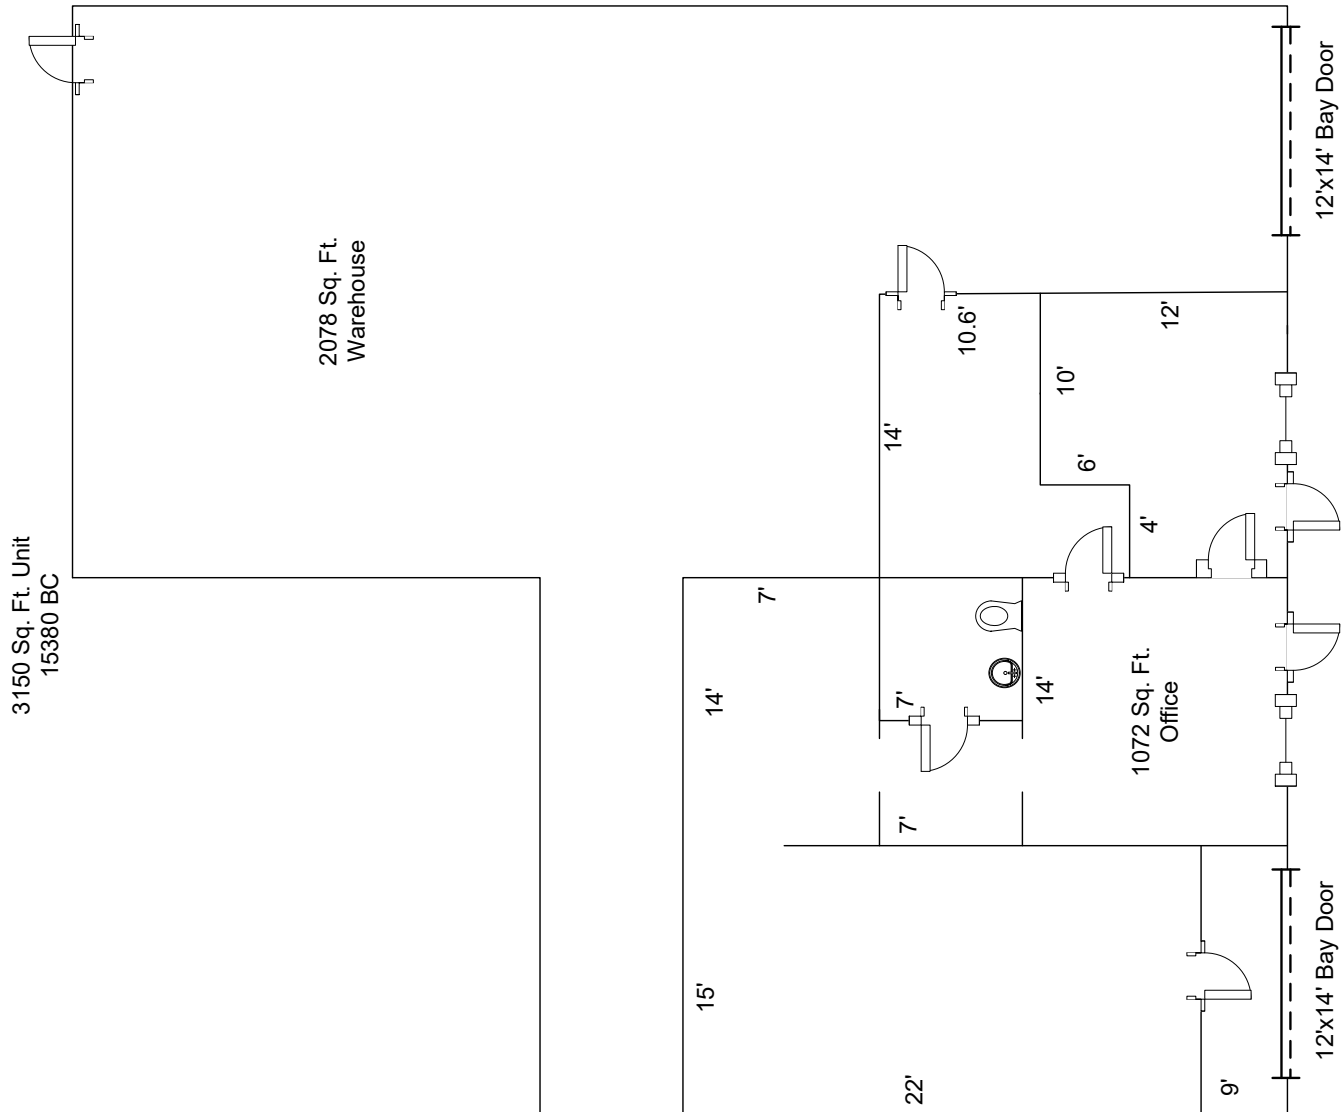 3150 Sq. Ft. Unit
15380 BC
2078 Sq. Ft.
Warehouse
12'x14' Bay Door
10.6'
12'
10'
14'
6'
4'
7'
14'
7'
14'
1072 Sq. Ft.
Office
7'
15'
22'
9'
12'x14' Bay Door